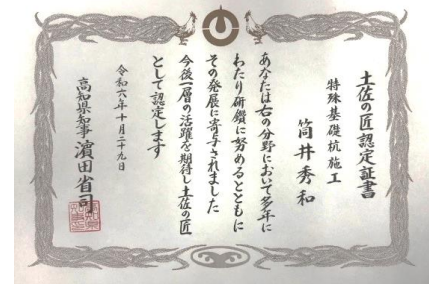 土佐の匠認定証書
特殊基礎杭施工
筒井秀和
あなたは右の分野において多年に
わたり研鑽に努めるとともに
その発展に寄与されました
今後一層の活躍を期待し土佐の匠
として認定します
令和六年十月二十九日
高知県知事濵田省司